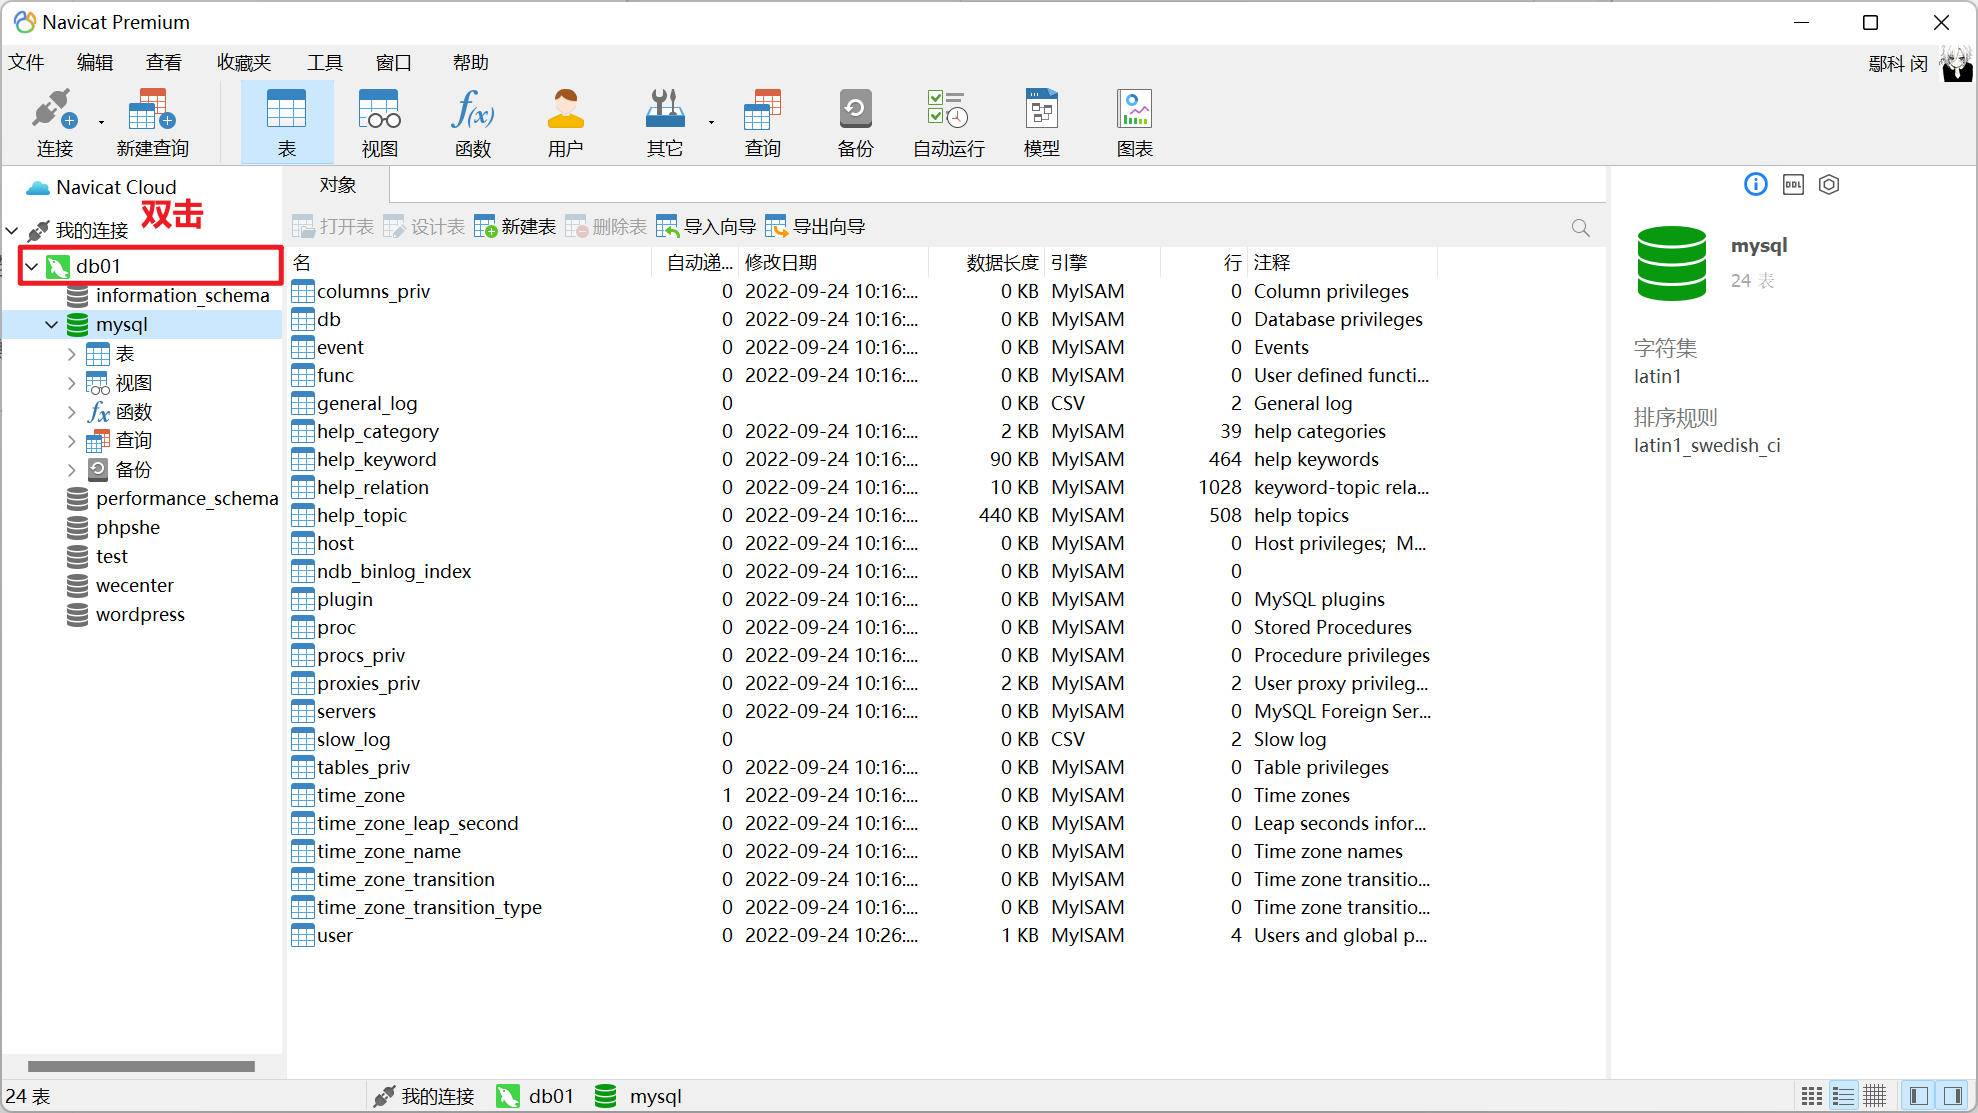 Navicat Premium
文件 编辑 查看 收藏夹 工具 窗口 帮助 鄢科 闵
连接 新建查询 表 视图 函数 用户 其它 查询 备份 自动运行 模型 图表
Navicat Cloud
双击
我的连接
db01
information_schema
mysql
表
视图
函数
查询
备份
performance_schema
phpshe
test
wecenter
wordpress
对象
打开表 设计表 新建表 删除表 导入向导 导出向导
名 自动递... 修改日期 数据长度 引擎 行 注释
columns_priv 0 2022-09-24 10:16:... 0 KB MyISAM 0 Column privileges
db 0 2022-09-24 10:16:... 0 KB MyISAM 0 Database privileges
event 0 2022-09-24 10:16:... 0 KB MyISAM 0 Events
func 0 2022-09-24 10:16:... 0 KB MyISAM 0 User defined functi...
general_log 0 0 KB CSV 2 General log
help_category 0 2022-09-24 10:16:... 2 KB MyISAM 39 help categories
help_keyword 0 2022-09-24 10:16:... 90 KB MyISAM 464 help keywords
help_relation 0 2022-09-24 10:16:... 10 KB MyISAM 1028 keyword-topic rela...
help_topic 0 2022-09-24 10:16:... 440 KB MyISAM 508 help topics
host 0 2022-09-24 10:16:... 0 KB MyISAM 0 Host privileges; M...
ndb_binlog_index 0 2022-09-24 10:16:... 0 KB MyISAM 0
plugin 0 2022-09-24 10:16:... 0 KB MyISAM 0 MySQL plugins
proc 0 2022-09-24 10:16:... 0 KB MyISAM 0 Stored Procedures
procs_priv 0 2022-09-24 10:16:... 0 KB MyISAM 0 Procedure privileges
proxies_priv 0 2022-09-24 10:16:... 2 KB MyISAM 2 User proxy privileg...
servers 0 2022-09-24 10:16:... 0 KB MyISAM 0 MySQL Foreign Ser...
slow_log 0 0 KB CSV 2 Slow log
tables_priv 0 2022-09-24 10:16:... 0 KB MyISAM 0 Table privileges
time_zone 1 2022-09-24 10:16:... 0 KB MyISAM 0 Time zones
time_zone_leap_second 0 2022-09-24 10:16:... 0 KB MyISAM 0 Leap seconds infor...
time_zone_name 0 2022-09-24 10:16:... 0 KB MyISAM 0 Time zone names
time_zone_transition 0 2022-09-24 10:16:... 0 KB MyISAM 0 Time zone transitio...
time_zone_transition_type 0 2022-09-24 10:16:... 0 KB MyISAM 0 Time zone transitio...
user 0 2022-09-24 10:26:... 1 KB MyISAM 4 Users and global p...
DDL
mysql
24 表
字符集
latin1
排序规则
latin1_swedish_ci
24 表 我的连接 db01 mysql